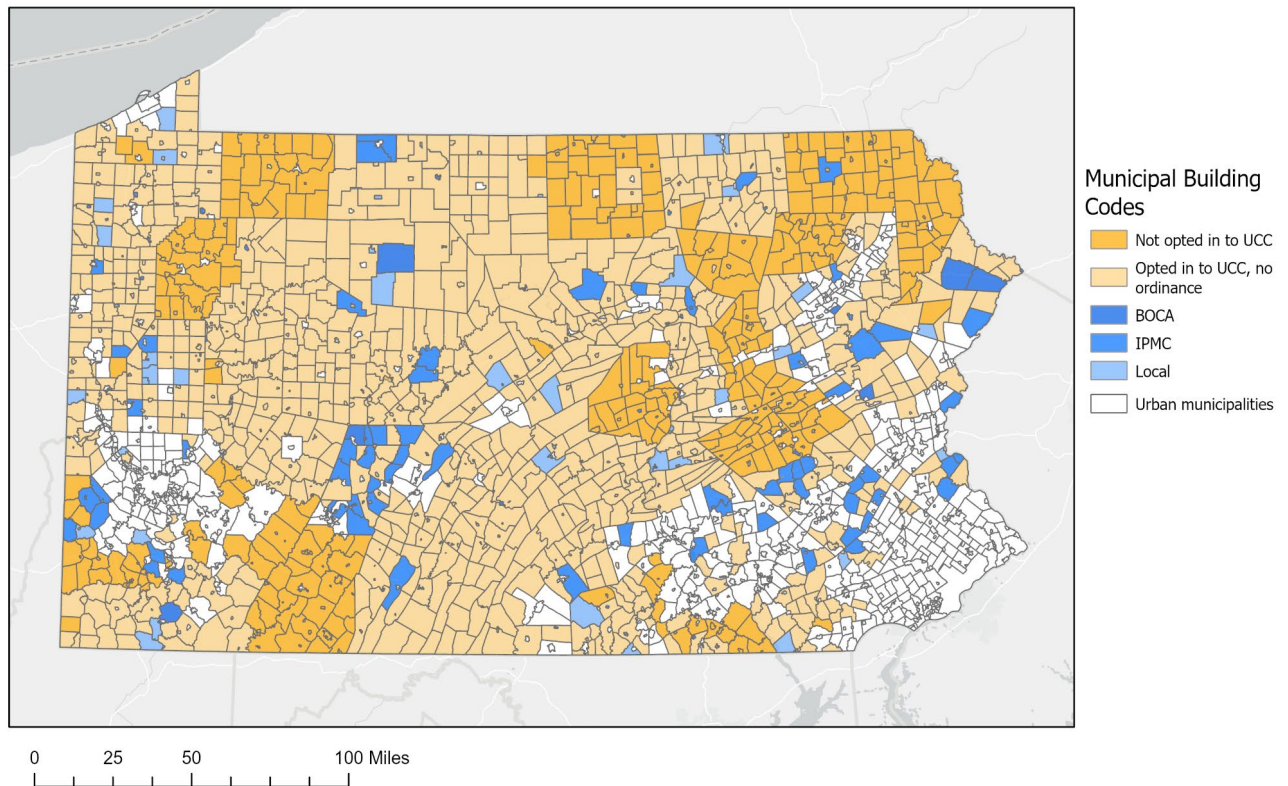 Municipal Building
Codes
Not opted in to UCC
Opted in to UCC, no
ordinance
BOCA
IPMC
Local
Urban municipalities
0 25 50 100 Miles